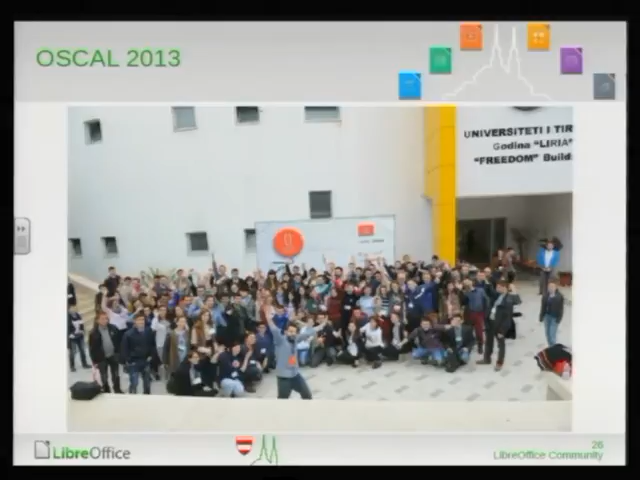 OSCAL 2013
UNIVERSITETI I TIR
Godina "LIRIA"
"FREEDOM" Build
LibreOffice
26
LibreOffice Community